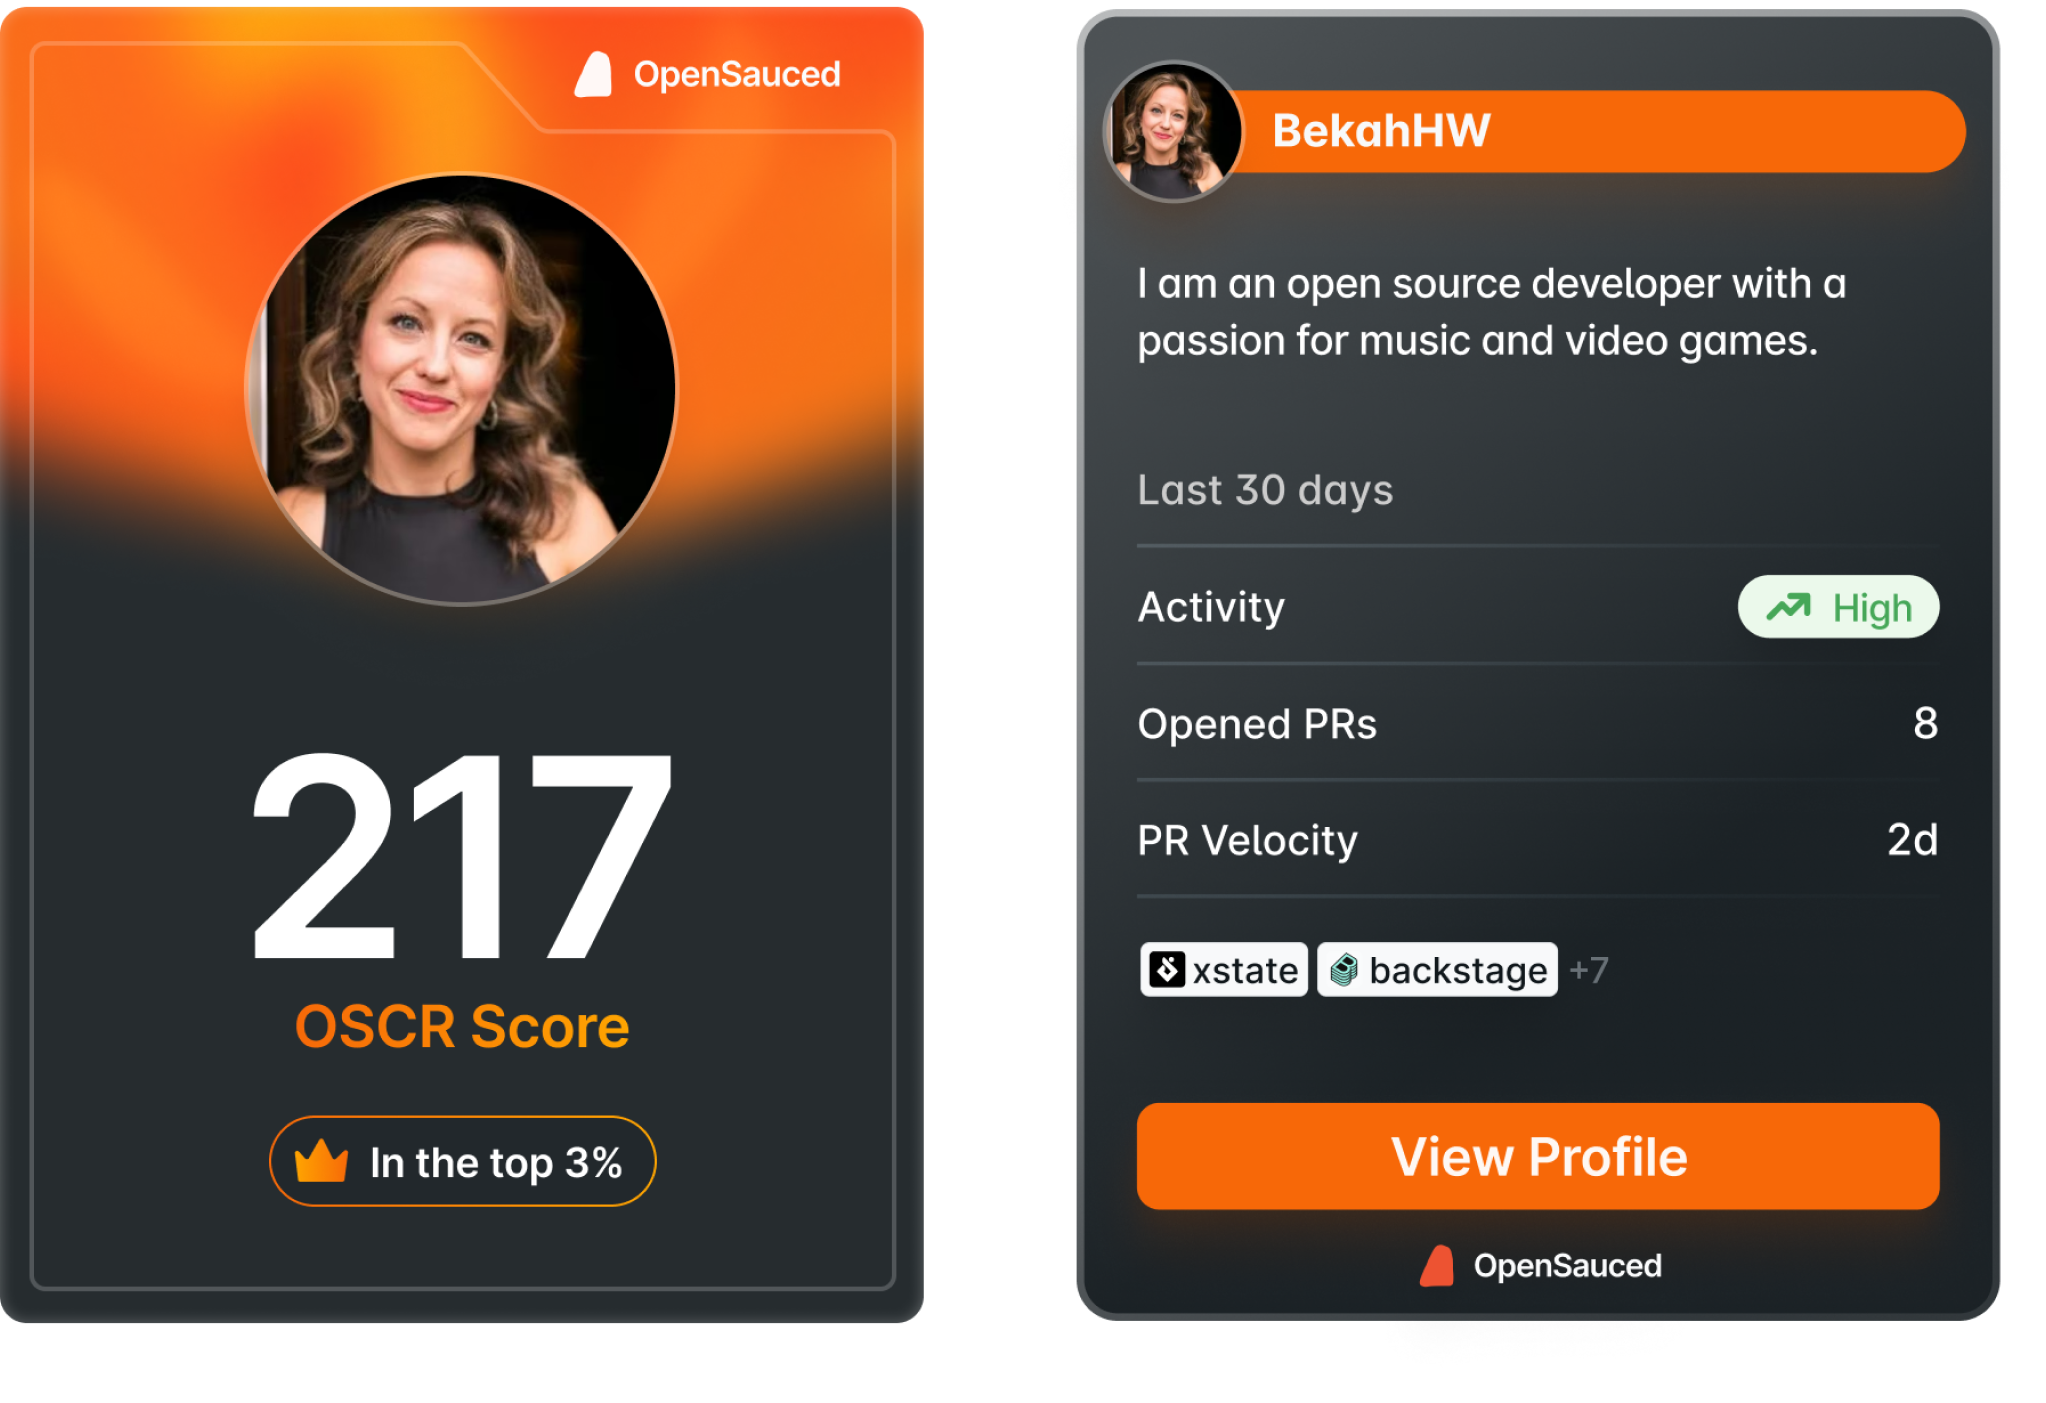 OpenSauced
217
OSCR Score
In the top 3%
BekahHW
I am an open source developer with a
passion for music and video games.
Last 30 days
Activity High
Opened PRs 8
PR Velocity 2d
xstate backstage +7
View Profile
OpenSauced